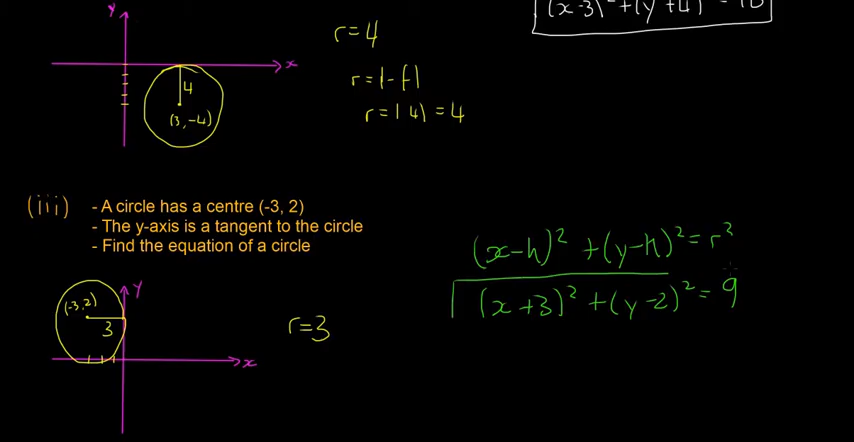 (x-3)² + (y+4)² = 16
y
r=4
x
4
r=|-f|
(3, -4)
r=|4| = 4
(iii)
- A circle has a centre (-3, 2)
- The y-axis is a tangent to the circle
- Find the equation of a circle
(x-h)² + (y-h)² = r²
y
(-3,2)
(x+3)² + (y-2)² = 9
3
r=3
x